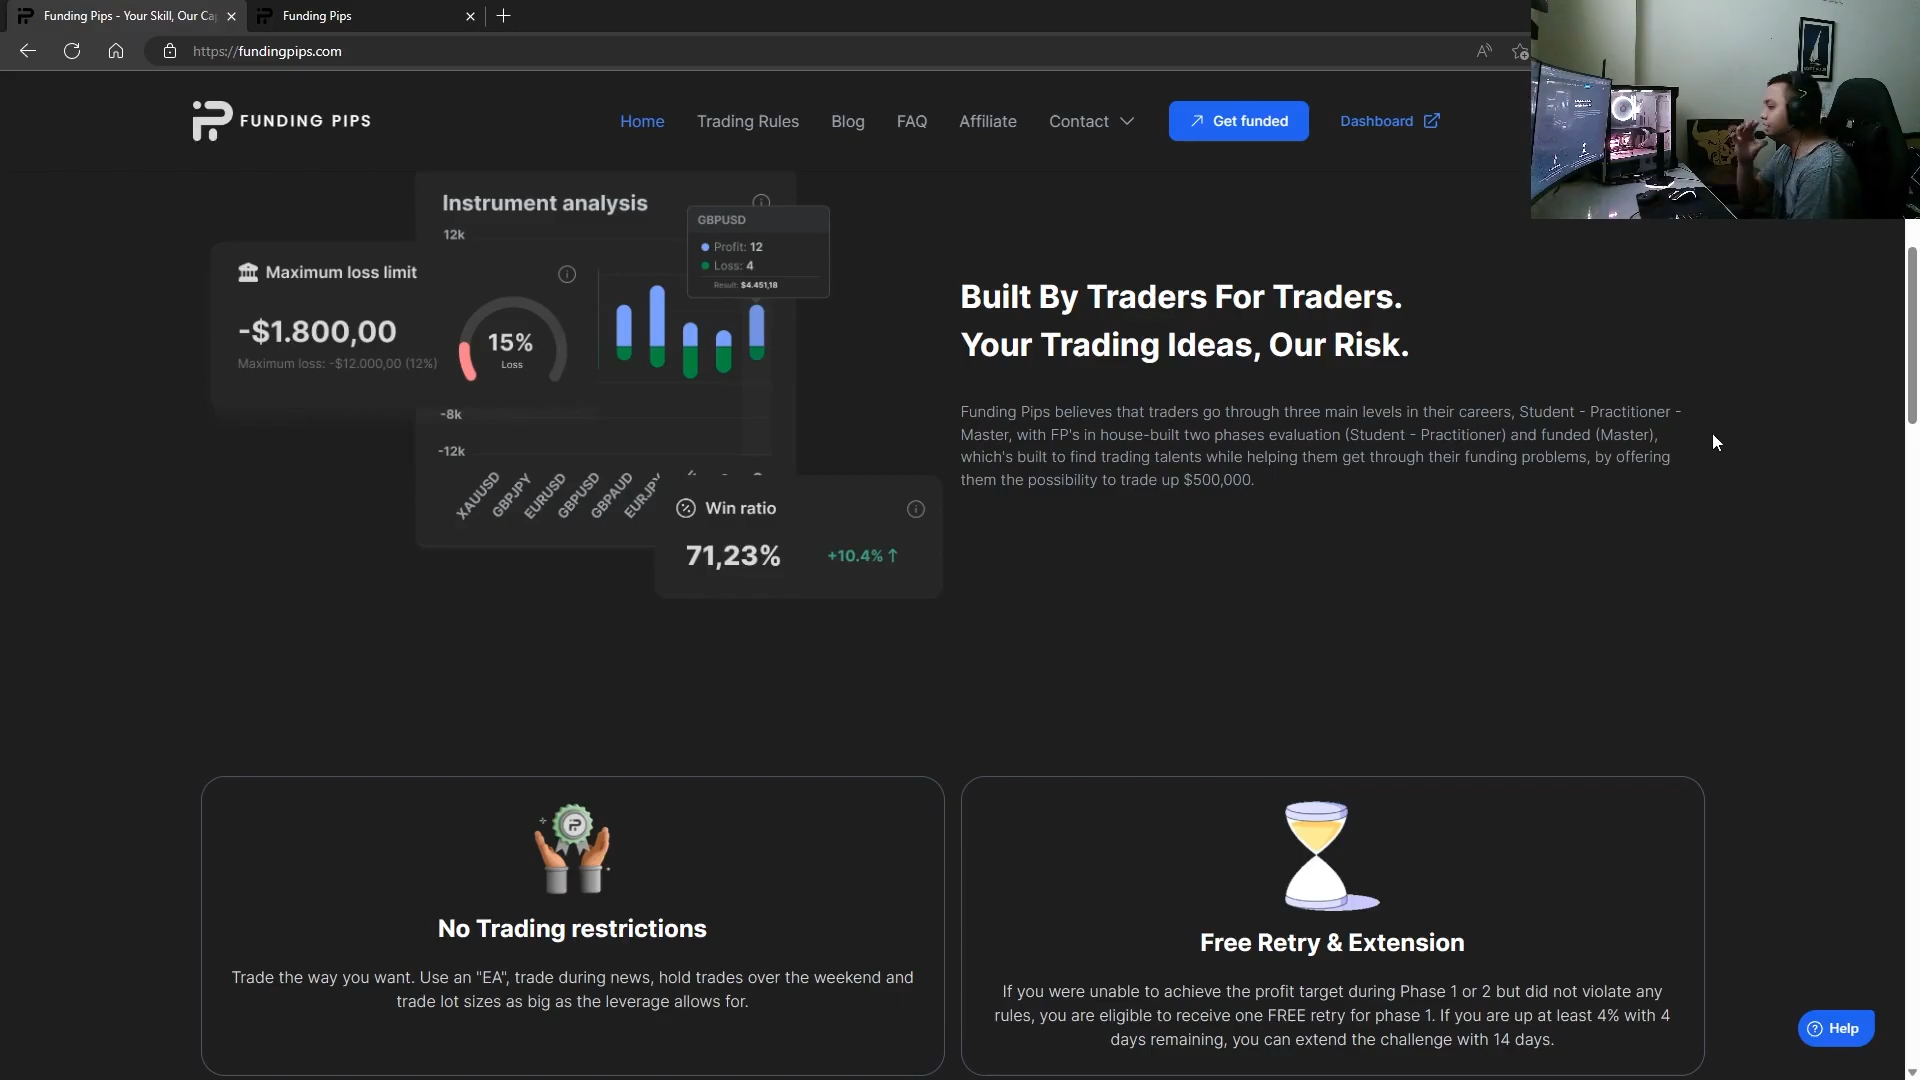 Funding Pips - Your Skill, Our Ca
Funding Pips
https://fundingpips.com
FUNDING PIPS
Home
Trading Rules
Blog
FAQ
Affiliate
Contact
Get funded
Dashboard
Instrument analysis
12k
GBPUSD
Profit: 12
Loss: 4
Result: $4.451,18
Maximum loss limit
-$1.800,00
Maximum loss: -$12.000,00 (12%)
15%
Loss
-8k
-12k
XAUUSD
GBPJPY
EURUSD
GBPUSD
GBPAUD
EURJPY
Win ratio
71,23%
+10.4%
Built By Traders For Traders.
Your Trading Ideas, Our Risk.
Funding Pips believes that traders go through three main levels in their careers, Student - Practitioner -
Master, with FP's in house-built two phases evaluation (Student - Practitioner) and funded (Master),
which's built to find trading talents while helping them get through their funding problems, by offering
them the possibility to trade up $500,000.
No Trading restrictions
Trade the way you want. Use an "EA", trade during news, hold trades over the weekend and
trade lot sizes as big as the leverage allows for.
Free Retry & Extension
If you were unable to achieve the profit target during Phase 1 or 2 but did not violate any
rules, you are eligible to receive one FREE retry for phase 1. If you are up at least 4% with 4
days remaining, you can extend the challenge with 14 days.
Help